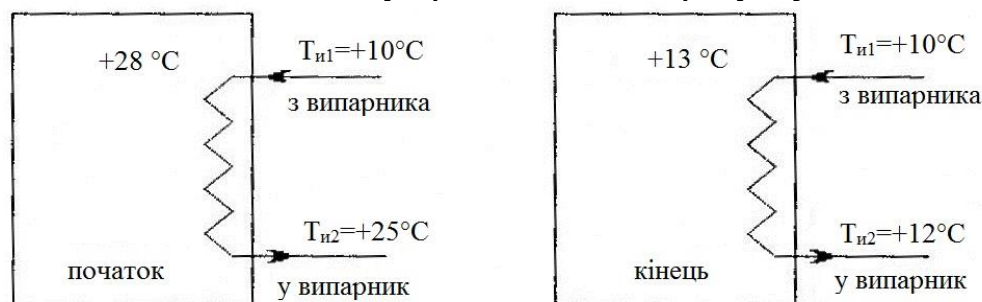 +28 °C
Tи1=+10°C
з випарника
Tи2=+25°C
початок
у випарник
+13 °C
Tи1=+10°C
з випарника
Tи2=+12°C
кінець
у випарник